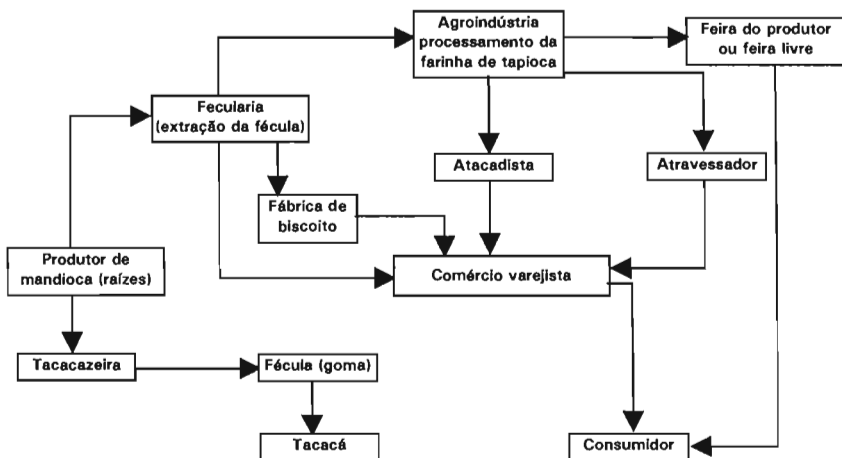 Agroindústria
processamento da
farinha de tapioca
Feira do produtor
ou feira livre
Fecularia
(extração da fécula)
Atacadista
Atravessador
Fábrica de
biscoito
Produtor de
mandioca (raízes)
Comércio varejista
Tacacazeira
Fécula (goma)
Tacacá
Consumidor